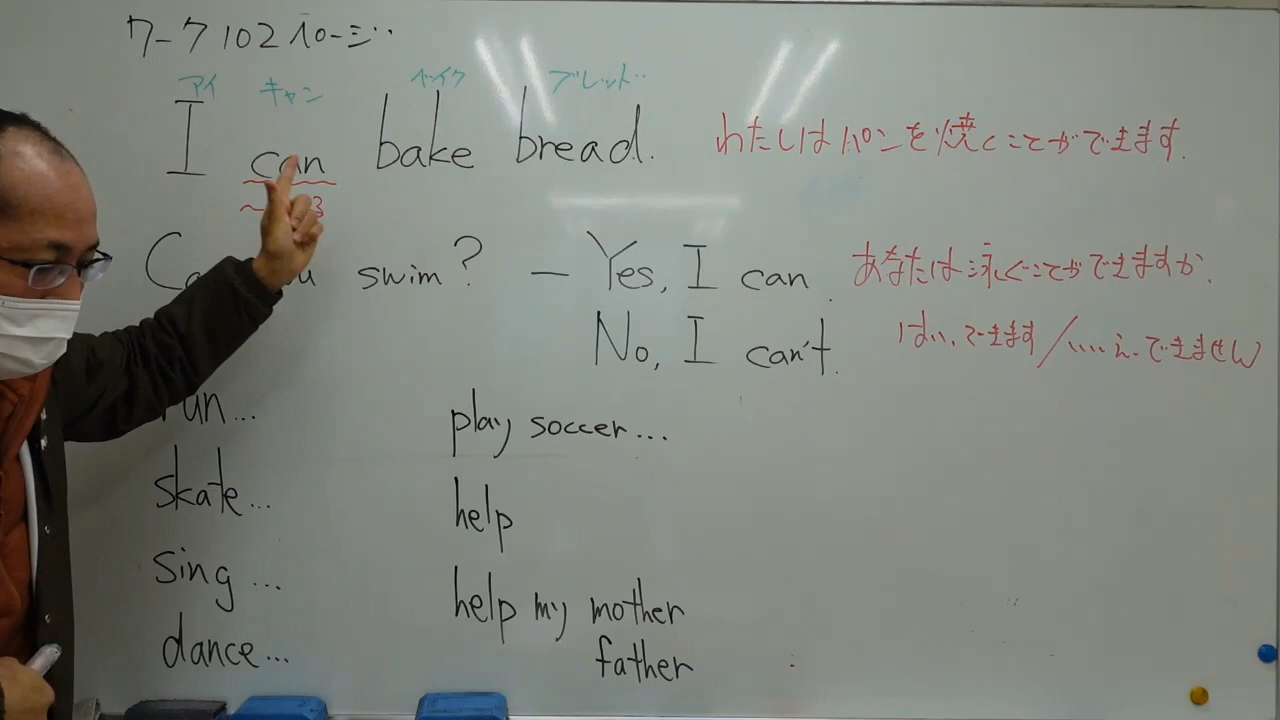 ワーク102ページ
アイ キャン ベイク ブレッド
I can bake bread. わたしはパンを焼くことができます.
swim? — Yes, I can. あなたは泳ぐことができますか.
No, I can't. はい、できます/いいえ、できません
run... play soccer...
skate... help
sing... help my mother
dance... father